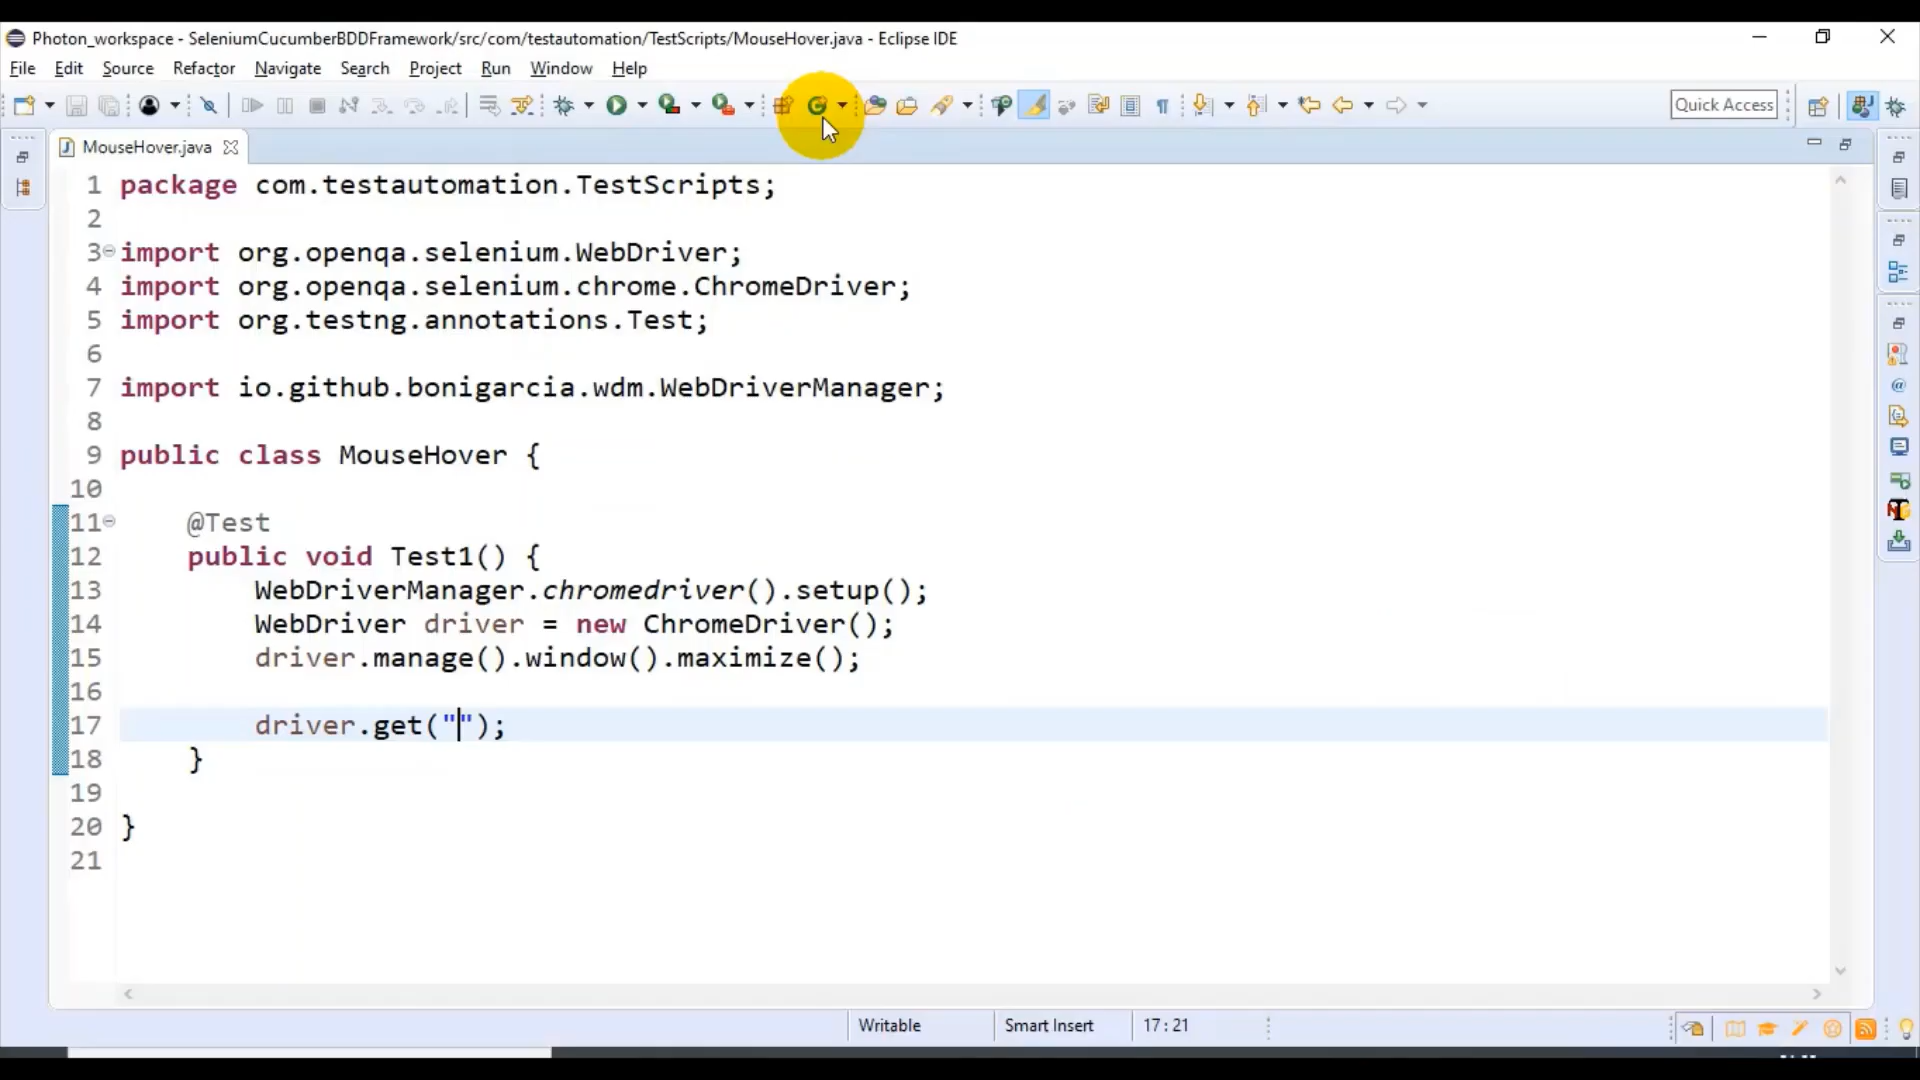 Photon_workspace - SeleniumCucumberBDDFramework/src/com/testautomation/TestScripts/MouseHover.java - Eclipse IDE
File Edit Source Refactor Navigate Search Project Run Window Help
Quick Access
MouseHover.java
1 package com.testautomation.TestScripts;
2
3 import org.openqa.selenium.WebDriver;
4 import org.openqa.selenium.chrome.ChromeDriver;
5 import org.testng.annotations.Test;
6
7 import io.github.bonigarcia.wdm.WebDriverManager;
8
9 public class MouseHover {
10
11 @Test
12 public void Test1() {
13 WebDriverManager.chromedriver().setup();
14 WebDriver driver = new ChromeDriver();
15 driver.manage().window().maximize();
16
17 driver.get("");
18 }
19
20 }
21
Writable Smart Insert 17 : 21